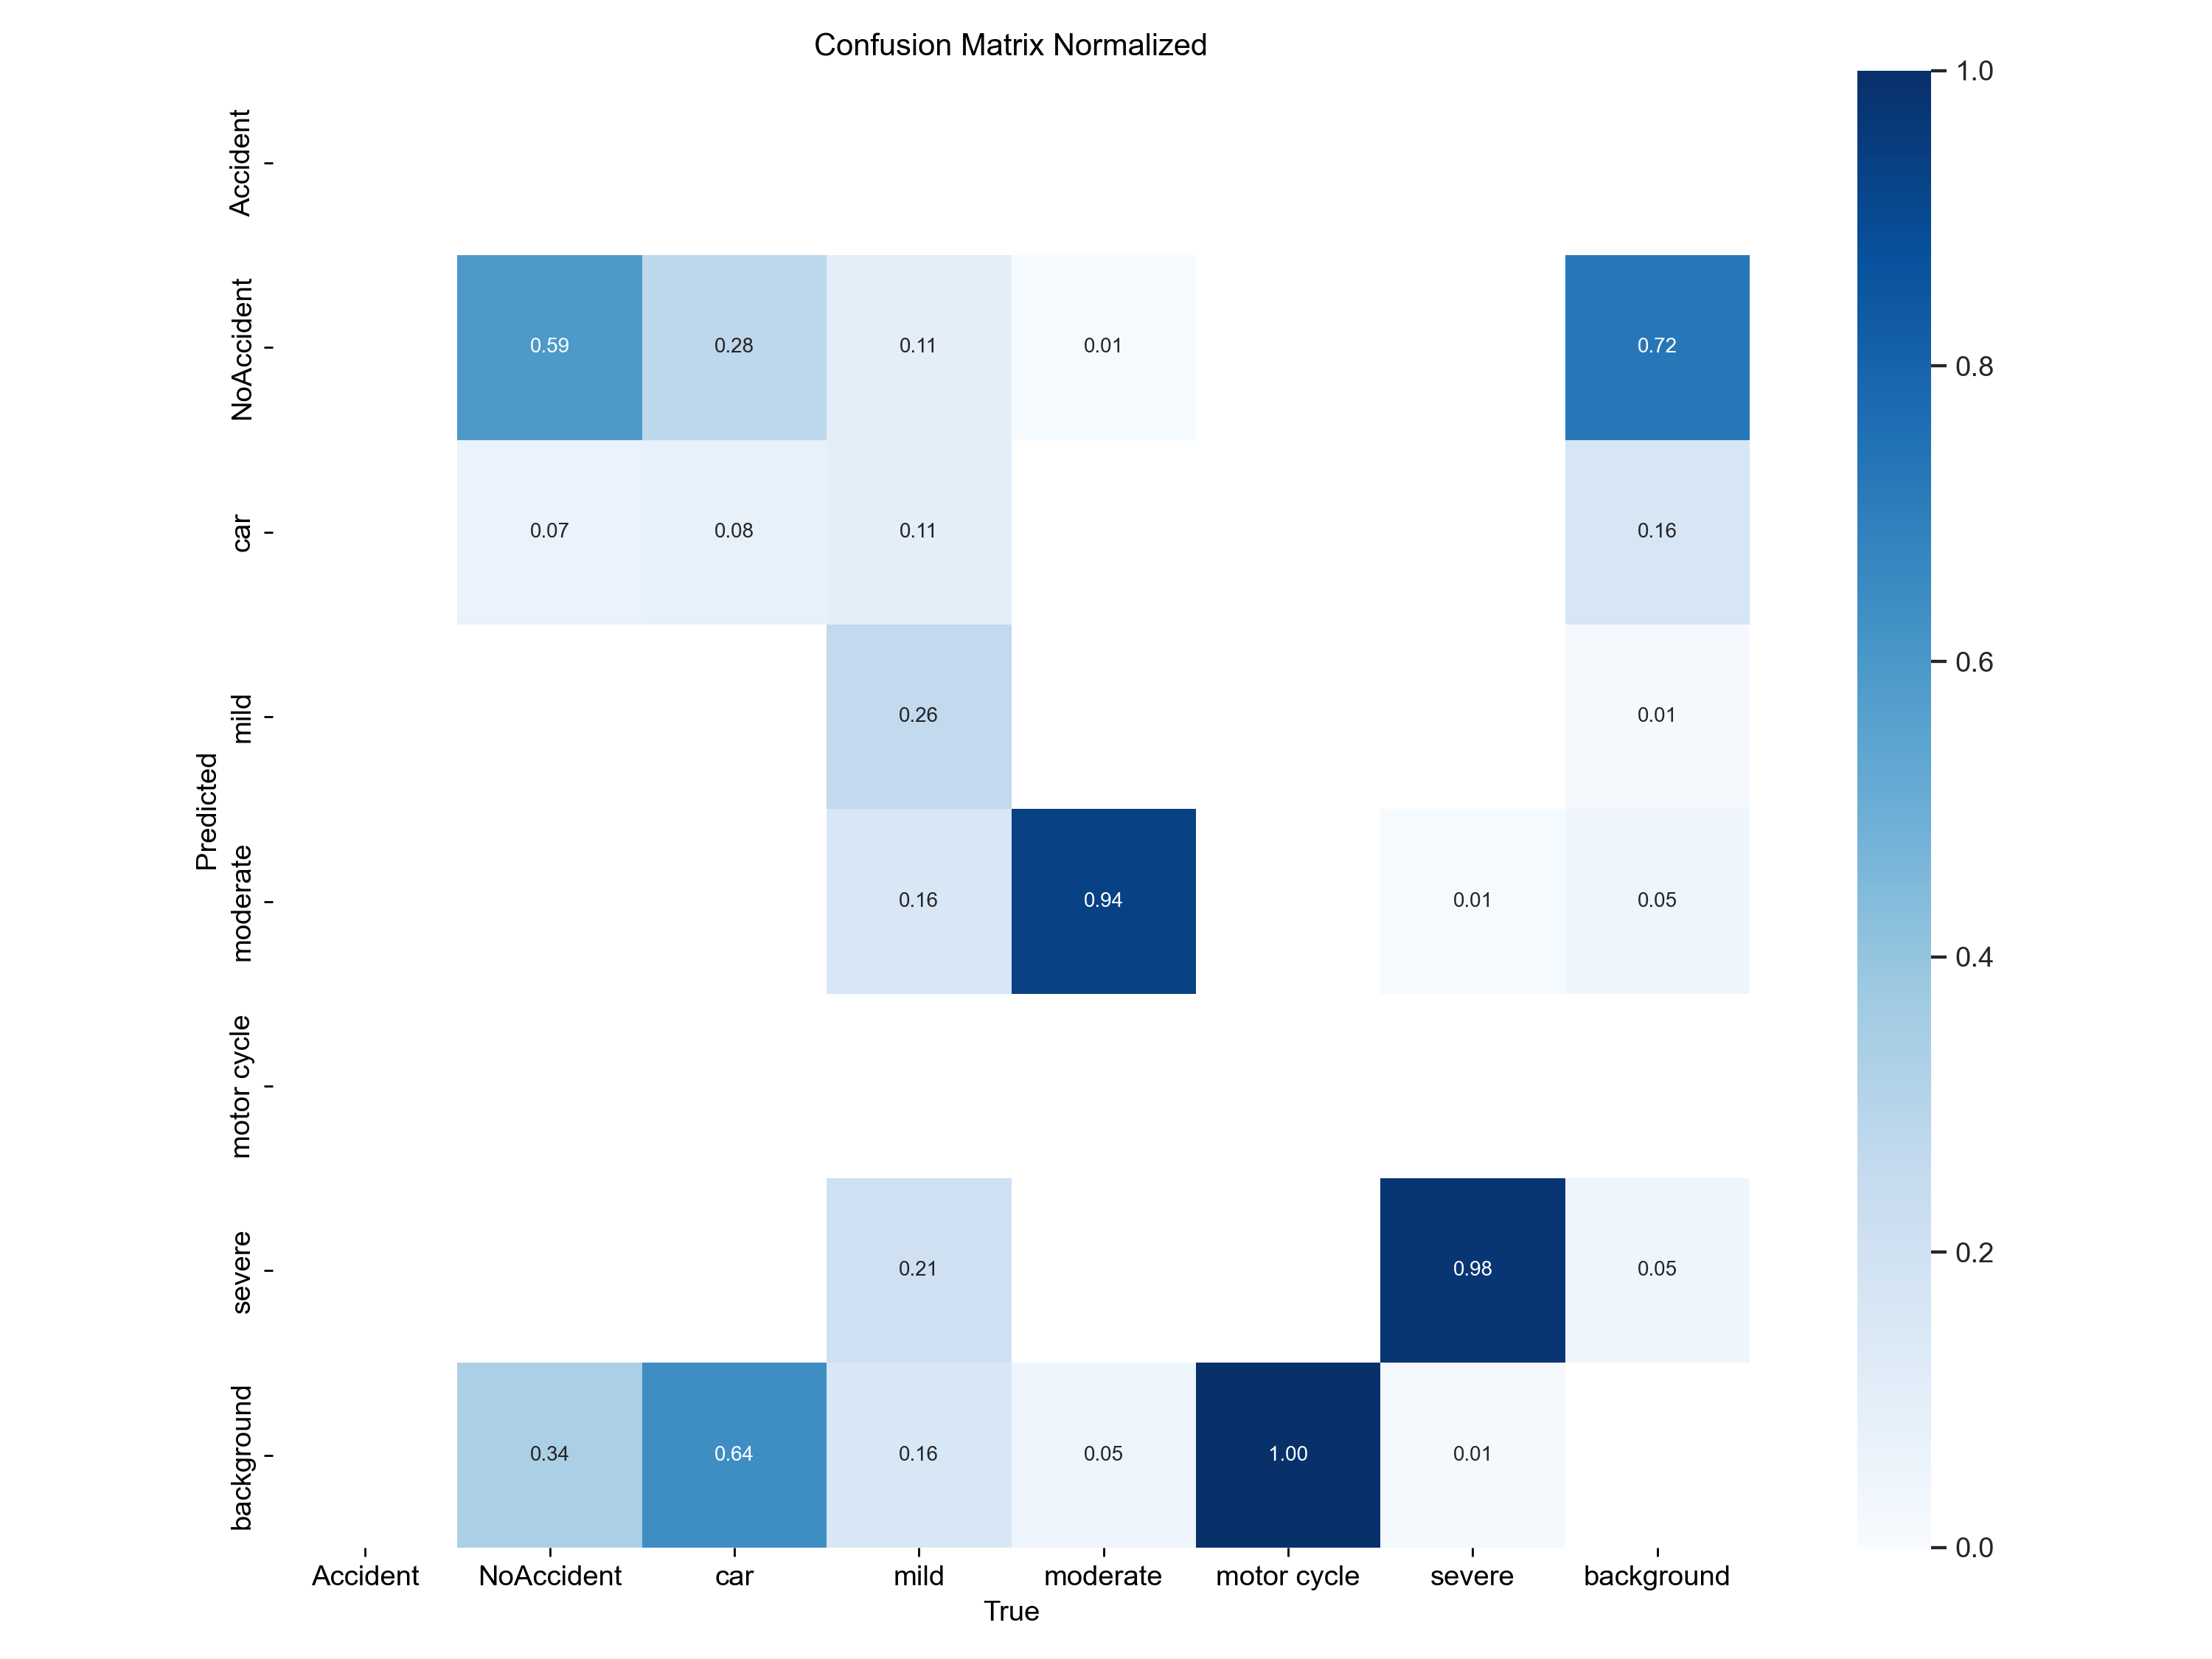 Confusion Matrix Normalized
Accident
NoAccident
0.59 0.28 0.11 0.01 0.72
car
0.07 0.08 0.11 0.16
mild
0.26 0.01
moderate
0.16 0.94 0.01 0.05
motor cycle
severe
0.21 0.98 0.05
background
0.34 0.64 0.16 0.05 1.00 0.01
Predicted
Accident NoAccident car mild moderate motor cycle severe background
True
1.0
0.8
0.6
0.4
0.2
0.0